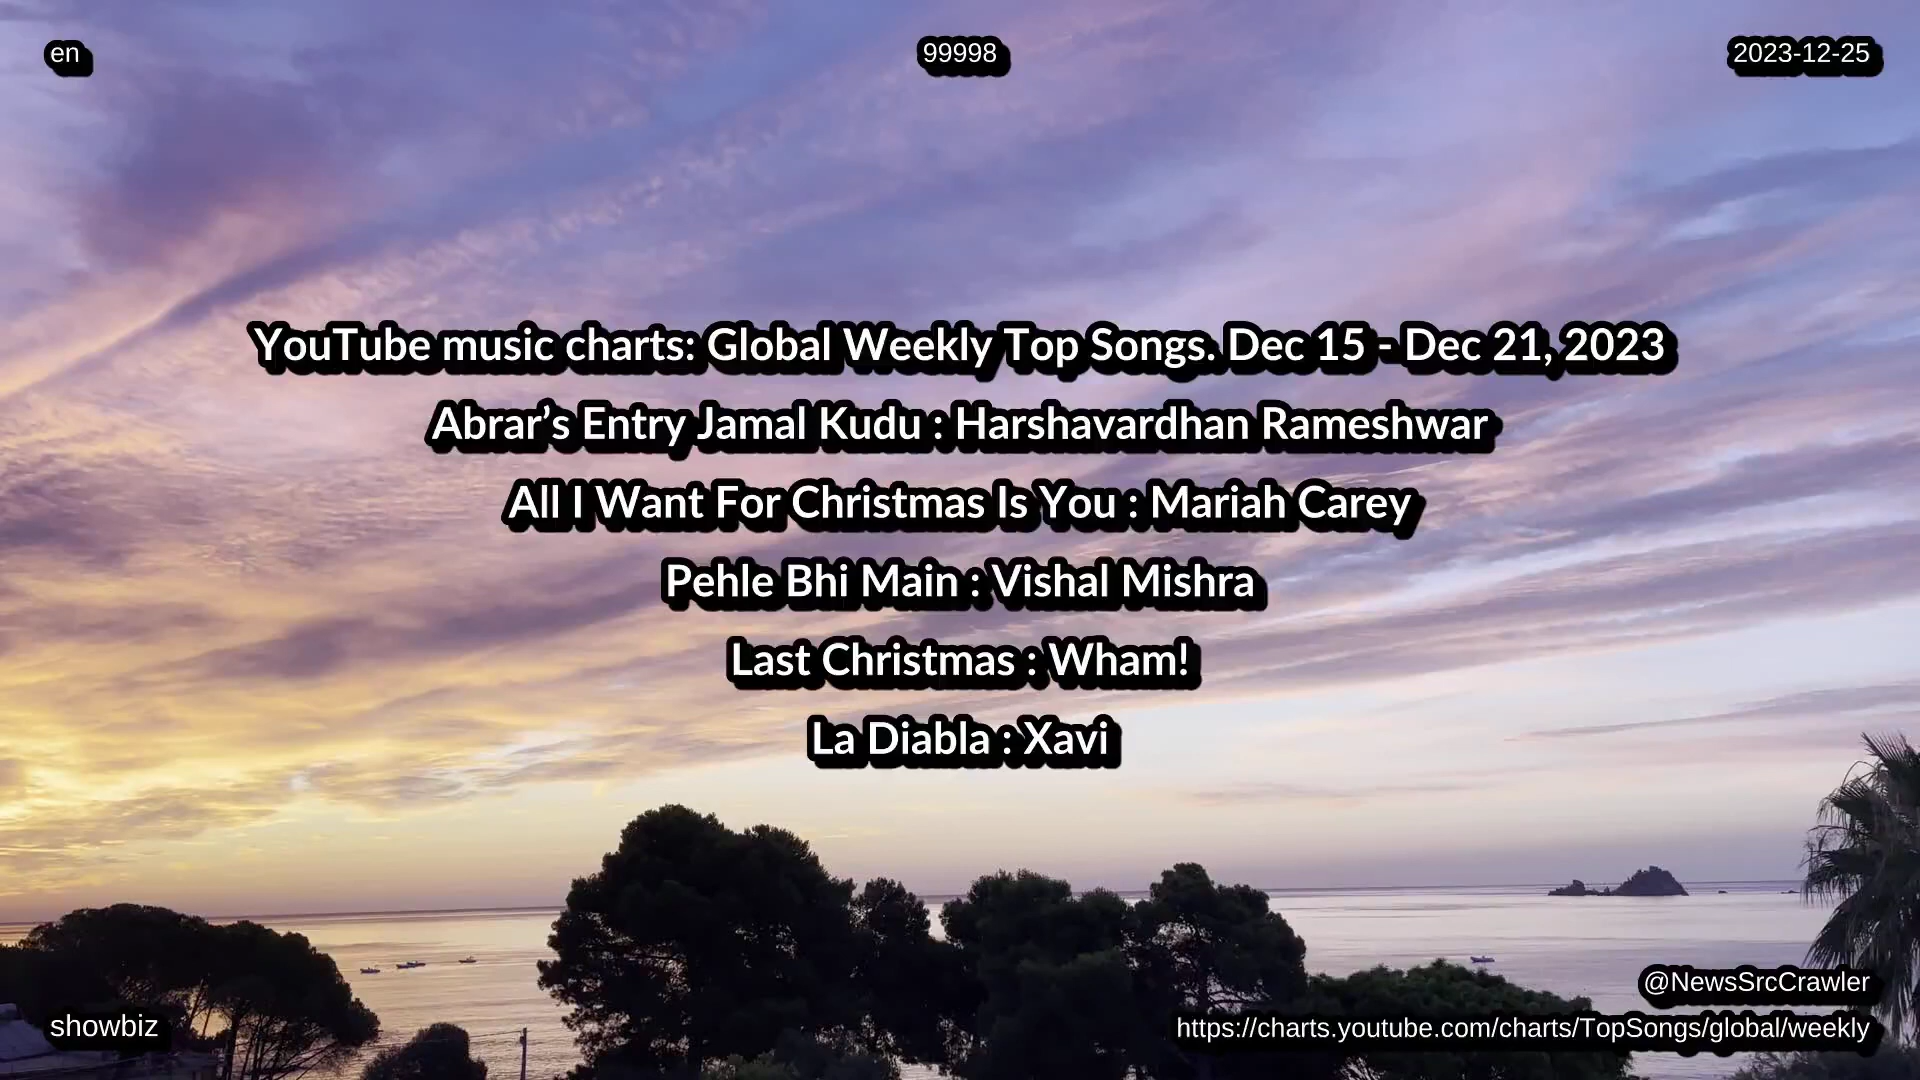 en
99998
2023-12-25
YouTube music charts: Global Weekly Top Songs. Dec 15 - Dec 21, 2023
Abrar’s Entry Jamal Kudu : Harshavardhan Rameshwar
All I Want For Christmas Is You : Mariah Carey
Pehle Bhi Main : Vishal Mishra
Last Christmas : Wham!
La Diabla : Xavi
@NewsSrcCrawler
showbiz
https://charts.youtube.com/charts/TopSongs/global/weekly